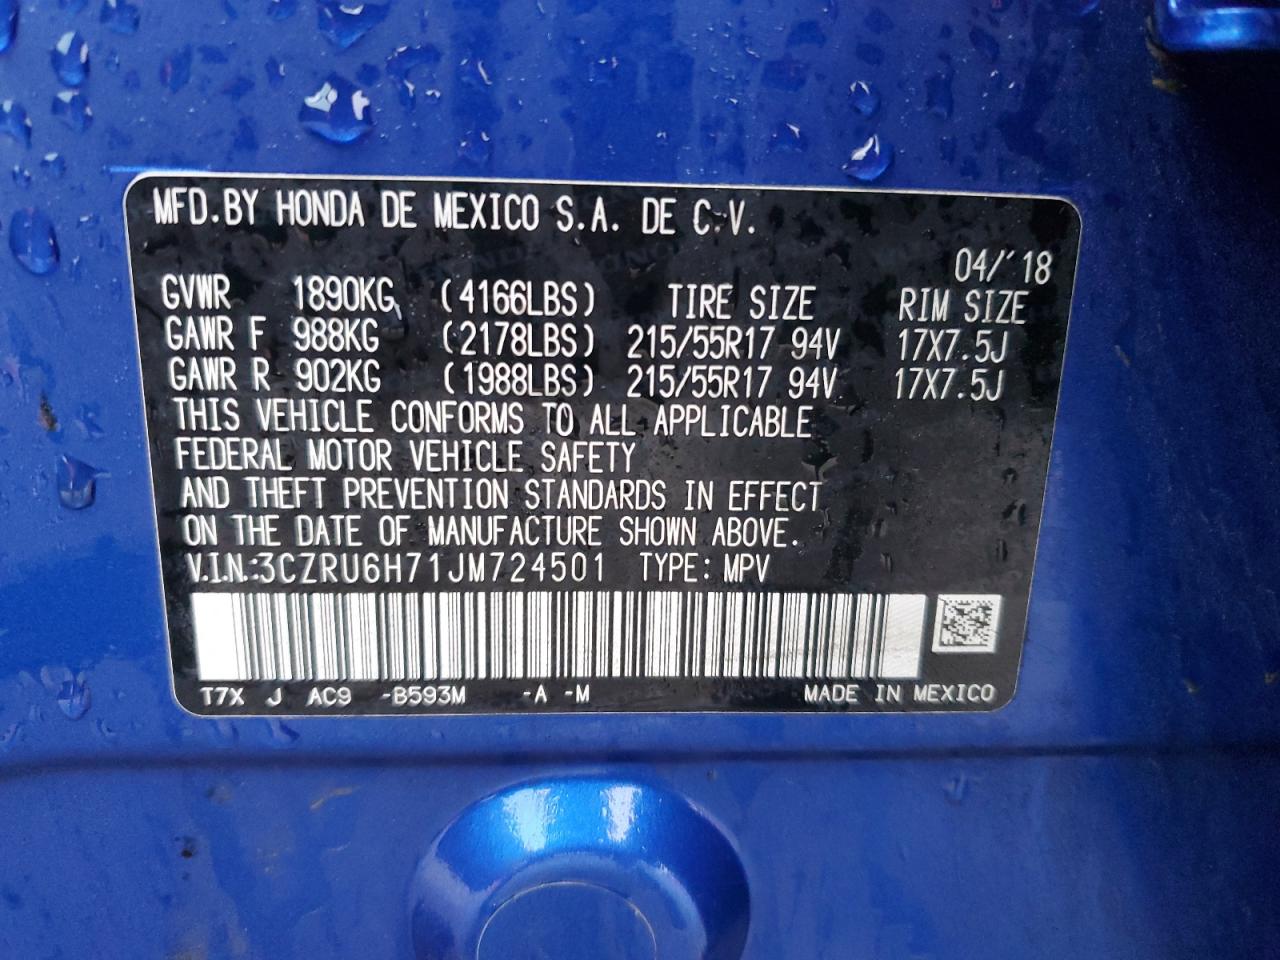 MFD.BY HONDA DE MEXICO S.A. DE C.V.
04/'18
GVWR 1890KG (4166LBS) TIRE SIZE RIM SIZE
GAWR F 988KG (2178LBS) 215/55R17 94V 17X7.5J
GAWR R 902KG (1988LBS) 215/55R17 94V 17X7.5J
THIS VEHICLE CONFORMS TO ALL APPLICABLE
FEDERAL MOTOR VEHICLE SAFETY
AND THEFT PREVENTION STANDARDS IN EFFECT
ON THE DATE OF MANUFACTURE SHOWN ABOVE.
V.I.N.:3CZRU6H71JM724501 TYPE: MPV
T7X J AC9 -B593M -A -M MADE IN MEXICO